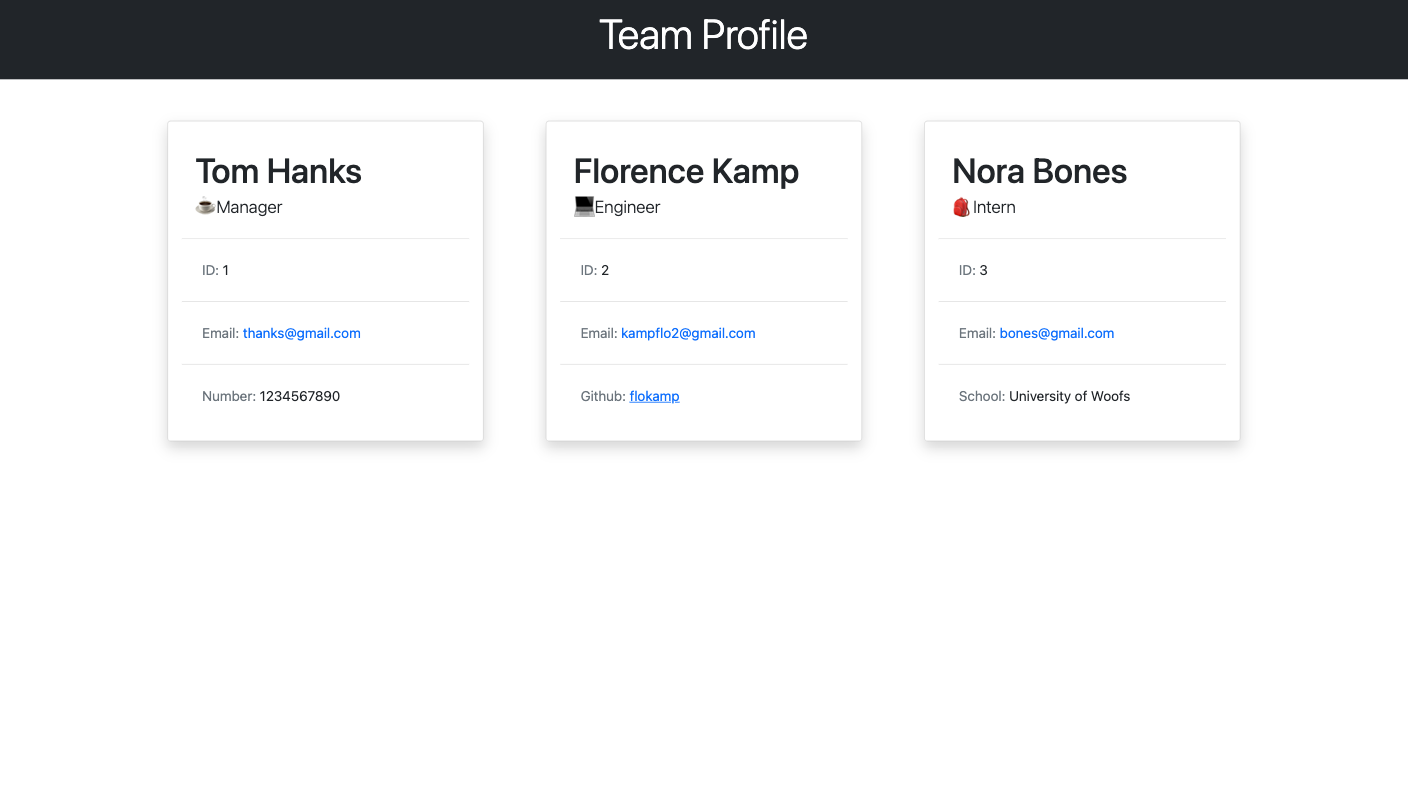 Team Profile
Tom Hanks
Manager
ID: 1
Email: thanks@gmail.com
Number: 1234567890
Florence Kamp
Engineer
ID: 2
Email: kampflo2@gmail.com
Github: flokamp
Nora Bones
Intern
ID: 3
Email: bones@gmail.com
School: University of Woofs